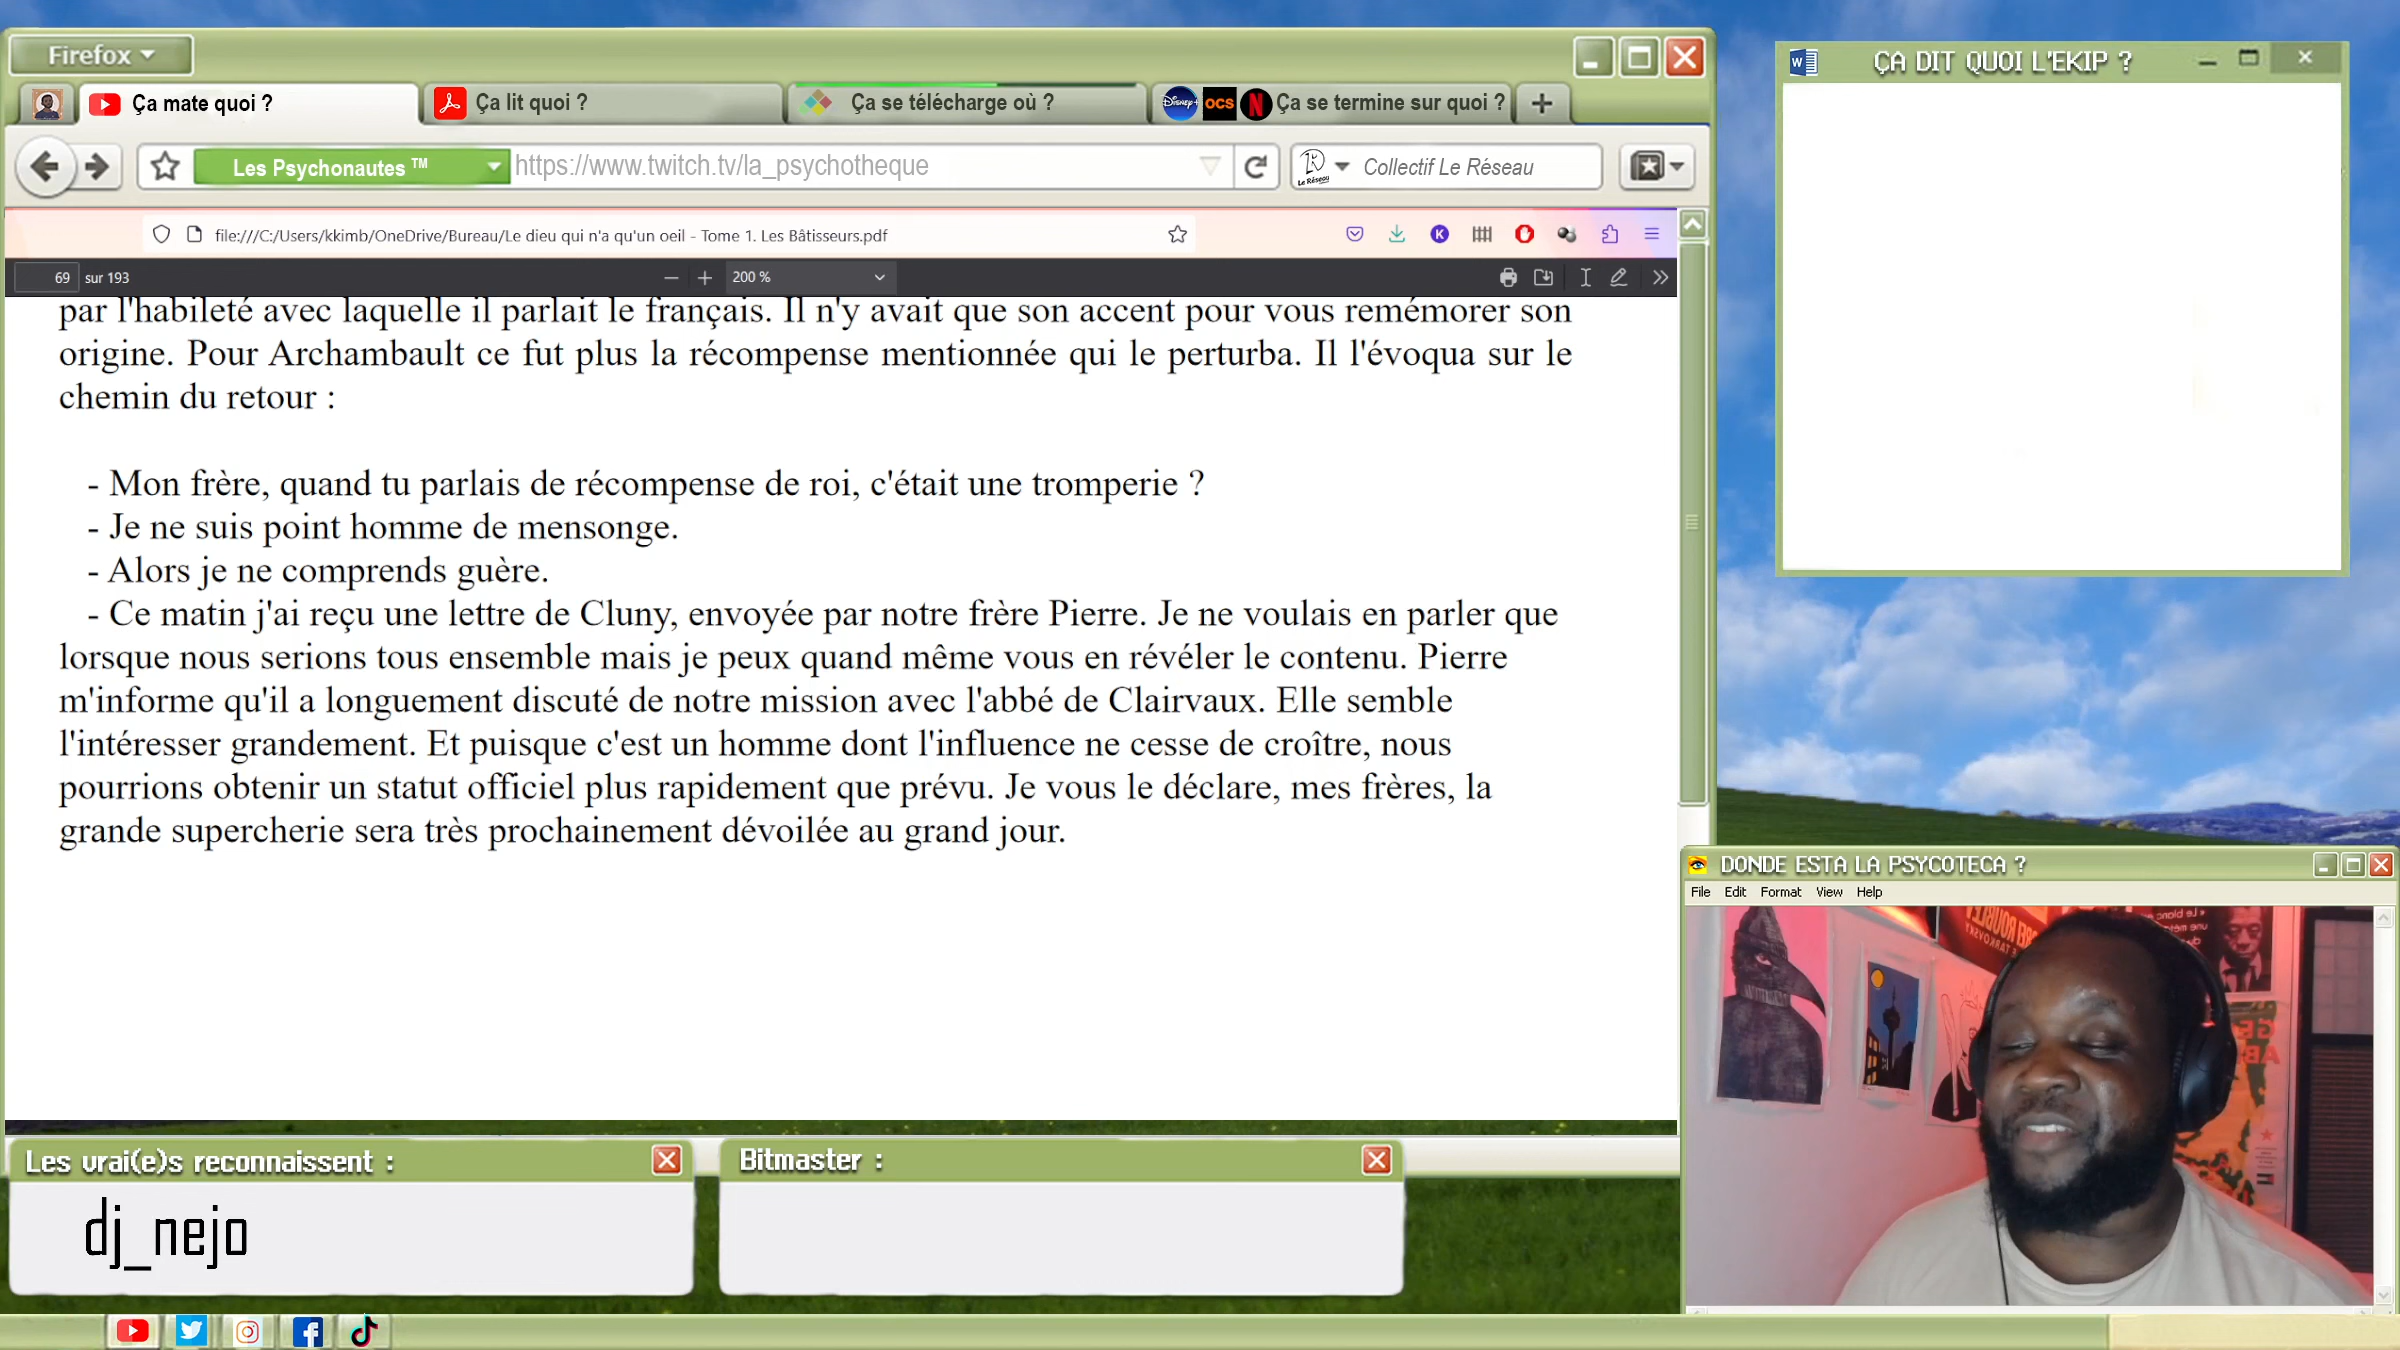 Firefox
Ça mate quoi ?
Ça lit quoi ?
Ça se télécharge où ?
Disney+ OCS N Ça se termine sur quoi ?
Les Psychonautes TM
https://www.twitch.tv/la_psychotheque
Le Réseau
Collectif Le Réseau
file:///C:/Users/kkimb/OneDrive/Bureau/Le dieu qui n'a qu'un oeil - Tome 1. Les Bâtisseurs.pdf
K
69 sur 193
200 %
par l'habileté avec laquelle il parlait le français. Il n'y avait que son accent pour vous remémorer son
origine. Pour Archambault ce fut plus la récompense mentionnée qui le perturba. Il l'évoqua sur le
chemin du retour :
- Mon frère, quand tu parlais de récompense de roi, c'était une tromperie ?
- Je ne suis point homme de mensonge.
- Alors je ne comprends guère.
- Ce matin j'ai reçu une lettre de Cluny, envoyée par notre frère Pierre. Je ne voulais en parler que
lorsque nous serions tous ensemble mais je peux quand même vous en révéler le contenu. Pierre
m'informe qu'il a longuement discuté de notre mission avec l'abbé de Clairvaux. Elle semble
l'intéresser grandement. Et puisque c'est un homme dont l'influence ne cesse de croître, nous
pourrions obtenir un statut officiel plus rapidement que prévu. Je vous le déclare, mes frères, la
grande supercherie sera très prochainement dévoilée au grand jour.
W
ÇA DIT QUOI L'EKIP ?
DONDE ESTA LA PSYCOTECA ?
File Edit Format View Help
Les vrai(e)s reconnaissent :
dj_nejo
Bitmaster :